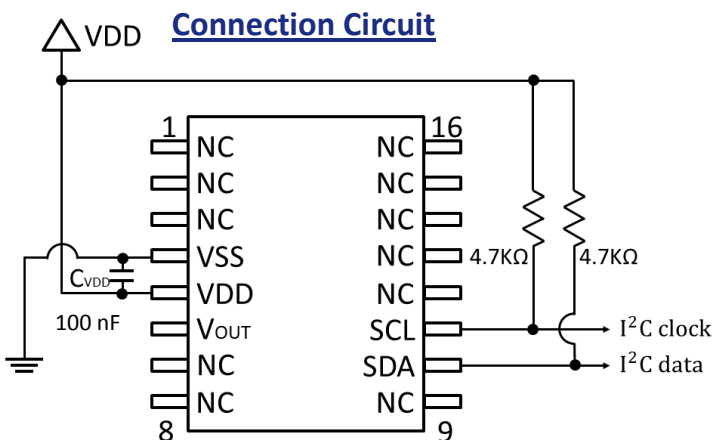 Connection Circuit
VDD
1
16
NC
NC
NC
NC
NC
NC
VSS
NC
4.7KΩ
4.7KΩ
CVDD
VDD
NC
100 nF
VOUT
SCL
I²C clock
NC
SDA
I²C data
NC
NC
8
9